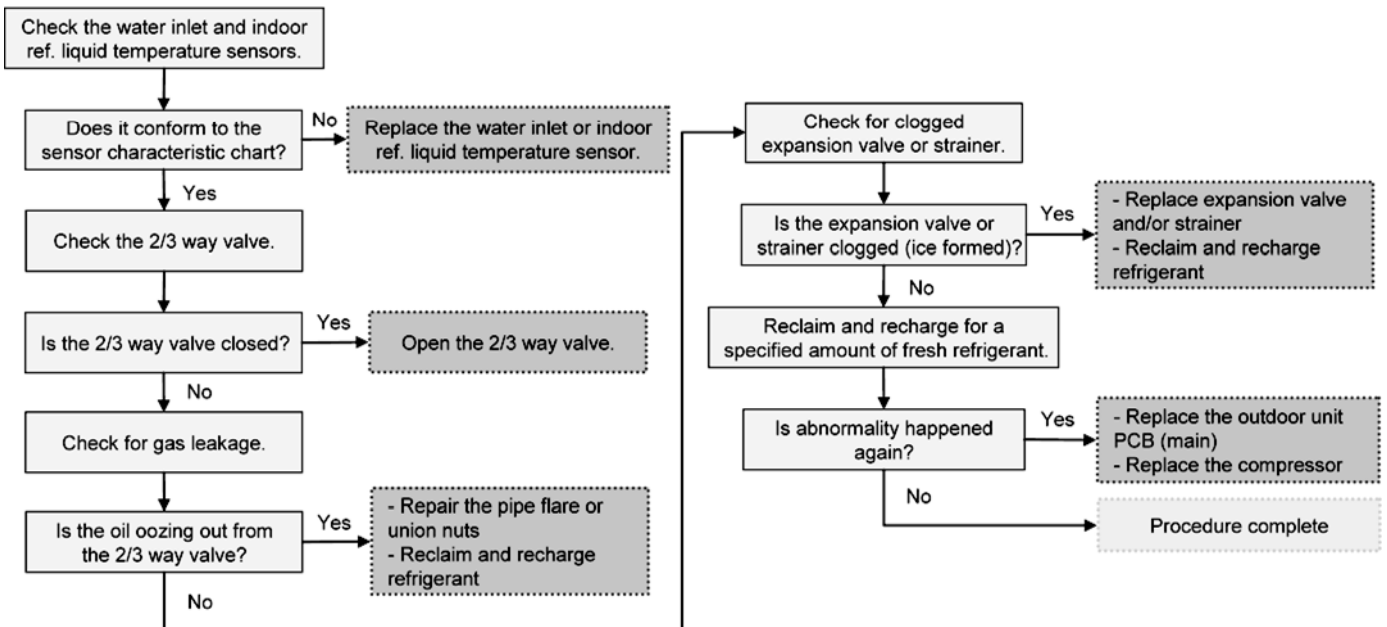 Check the water inlet and indoor
ref. liquid temperature sensors.
Does it conform to the
sensor characteristic chart?
No
Replace the water inlet or indoor
ref. liquid temperature sensor.
Yes
Check the 2/3 way valve.
Is the 2/3 way valve closed?
Yes
Open the 2/3 way valve.
No
Check for gas leakage.
Is the oil oozing out from
the 2/3 way valve?
Yes
- Repair the pipe flare or
union nuts
- Reclaim and recharge
refrigerant
No
Check for clogged
expansion valve or strainer.
Is the expansion valve or
strainer clogged (ice formed)?
Yes
- Replace expansion valve
and/or strainer
- Reclaim and recharge
refrigerant
No
Reclaim and recharge for a
specified amount of fresh refrigerant.
Is abnormality happened
again?
Yes
- Replace the outdoor unit
PCB (main)
- Replace the compressor
No
Procedure complete